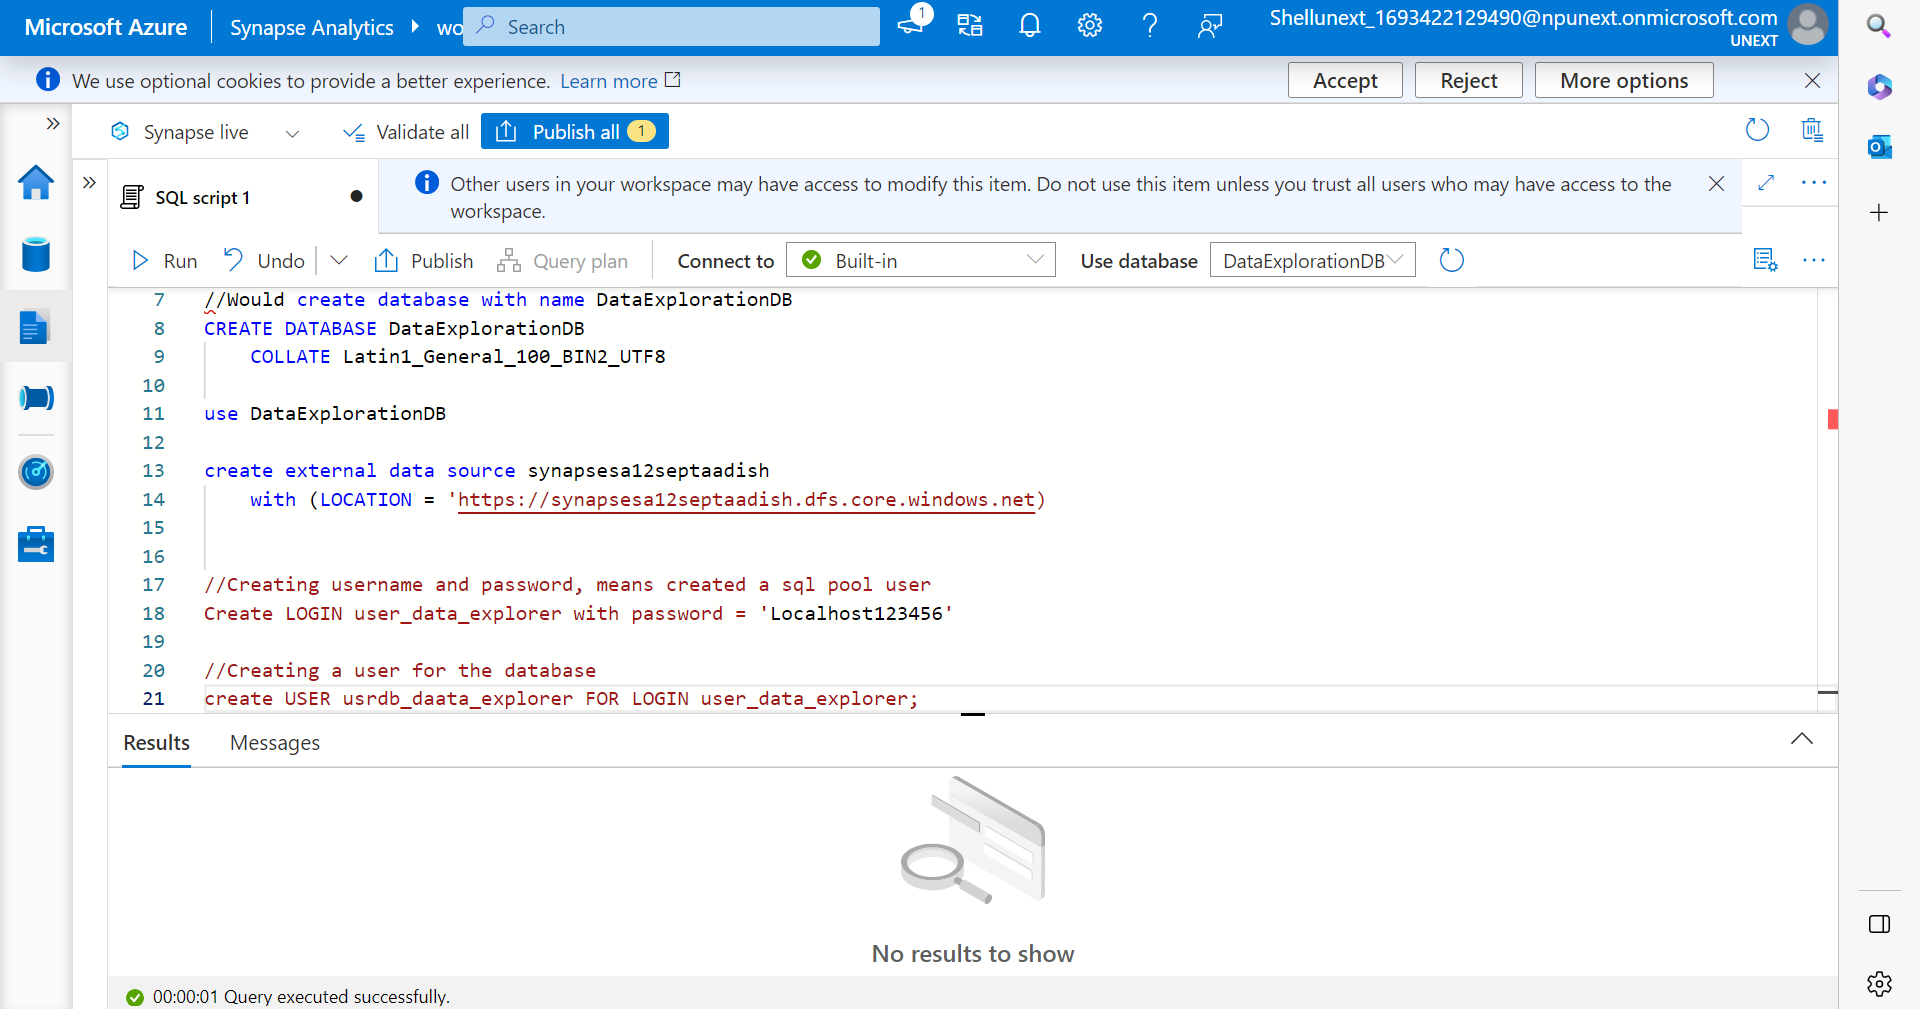 Microsoft Azure
Synapse Analytics
wo
Search
1
Shellunext_1693422129490@npunext.onmicrosoft.com
UNEXT
We use optional cookies to provide a better experience. Learn more
Accept
Reject
More options
Synapse live
Validate all
Publish all 1
SQL script 1
Other users in your workspace may have access to modify this item. Do not use this item unless you trust all users who may have access to the
workspace.
Run
Undo
Publish
Query plan
Connect to
Built-in
Use database
DataExplorationDB
7 //Would create database with name DataExplorationDB
8 CREATE DATABASE DataExplorationDB
9 COLLATE Latin1_General_100_BIN2_UTF8
10
11 use DataExplorationDB
12
13 create external data source synapsesa12septaadish
14 with (LOCATION = 'https://synapsesa12septaadish.dfs.core.windows.net)
15
16
17 //Creating username and password, means created a sql pool user
18 Create LOGIN user_data_explorer with password = 'Localhost123456'
19
20 //Creating a user for the database
21 create USER usrdb_daata_explorer FOR LOGIN user_data_explorer;
Results
Messages
No results to show
00:00:01 Query executed successfully.